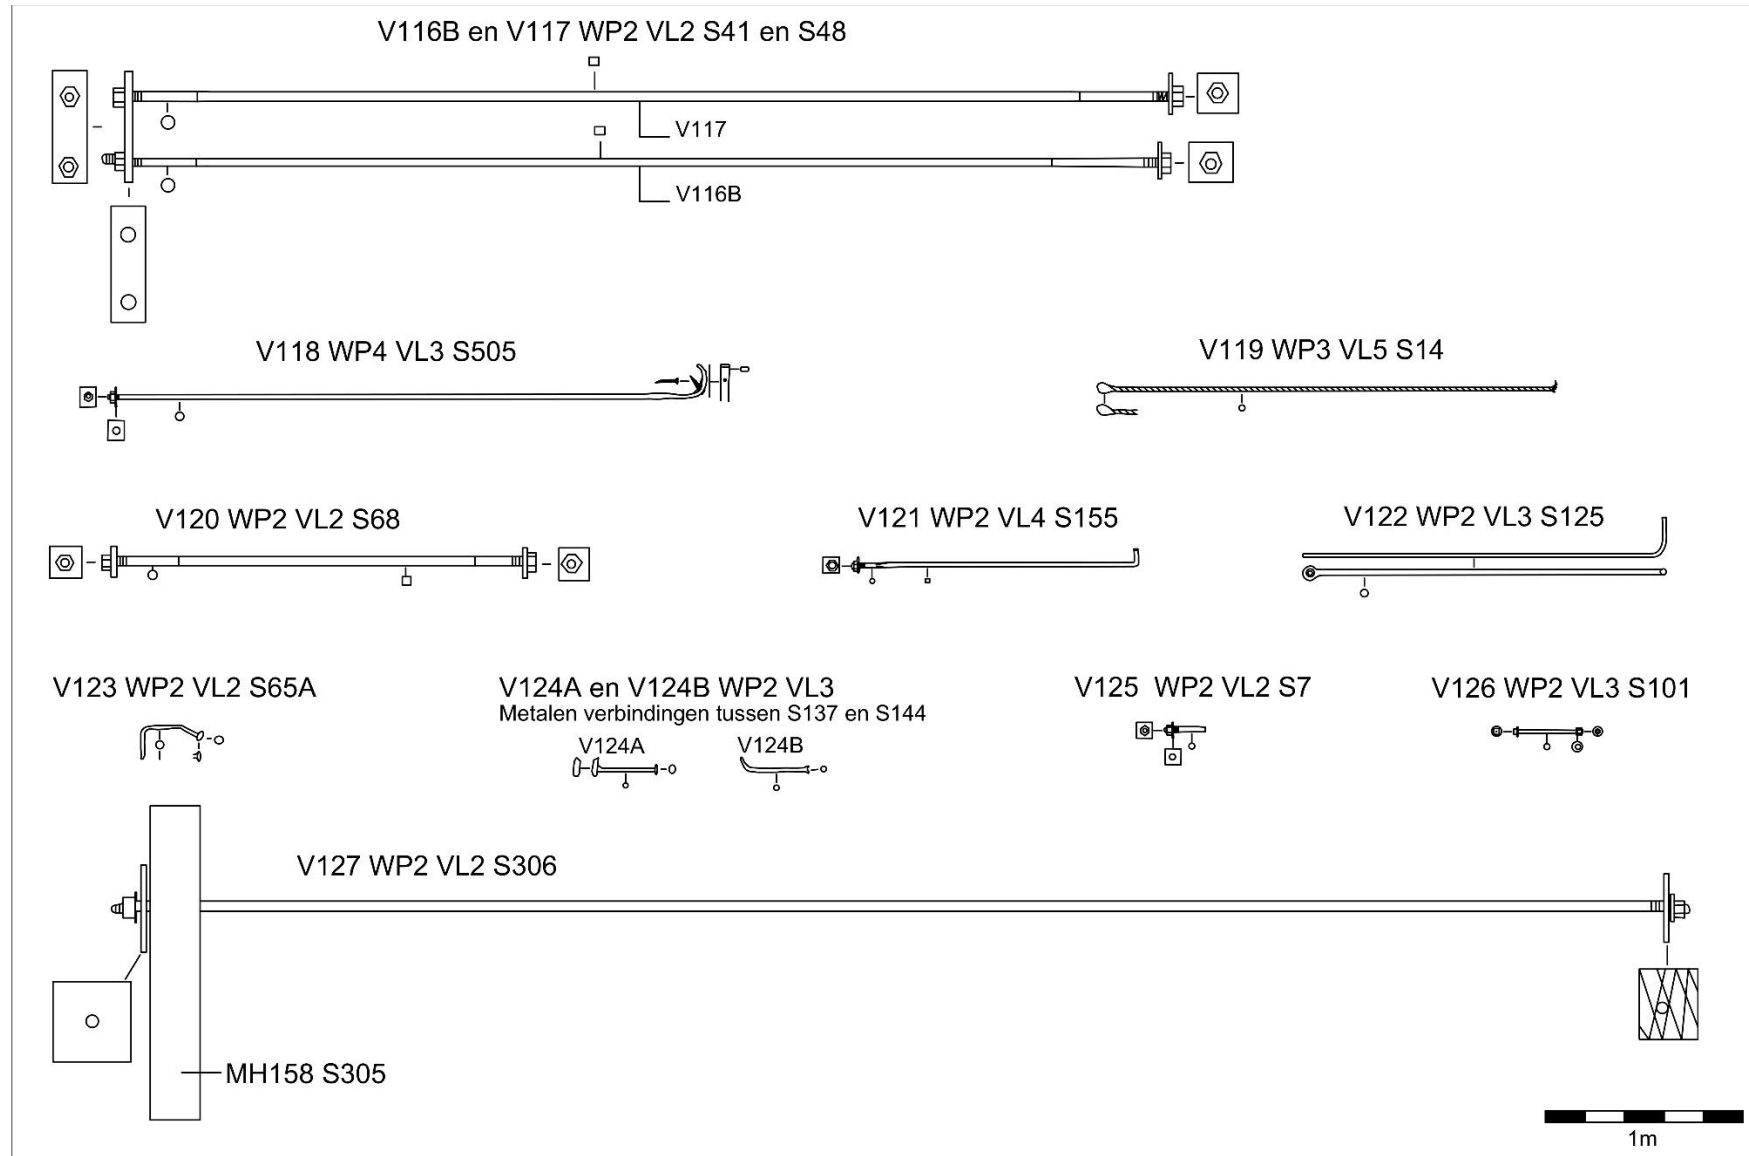 V116B en V117 WP2 VL2 S41 en S48
V117
V116B
V118 WP4 VL3 S505
V119 WP3 VL5 S14
V120 WP2 VL2 S68
V121 WP2 VL4 S155
V122 WP2 VL3 S125
V123 WP2 VL2 S65A
V124A en V124B WP2 VL3
Metalen verbindingen tussen S137 en S144
V124A
V124B
V125 WP2 VL2 S7
V126 WP2 VL3 S101
V127 WP2 VL2 S306
MH158 S305
1m